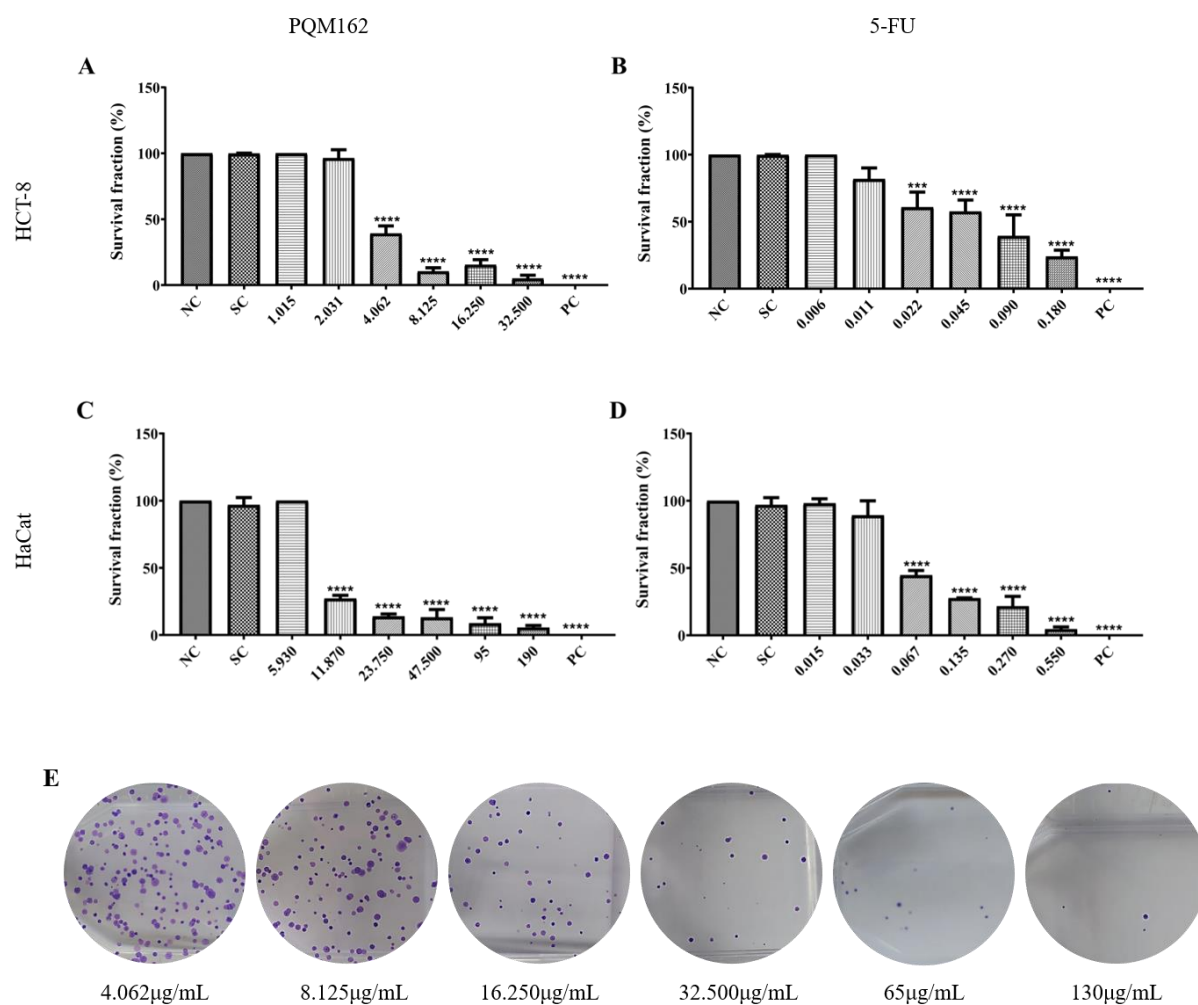 PQM162
5-FU
A
B
HCT-8
Survival fraction (%)
150
100
50
0
**** **** **** **** ****
NC SC 1.015 2.031 4.062 8.125 16.250 32.500 PC
Survival fraction (%)
150
100
50
0
*** **** **** **** ****
NC SC 0.006 0.011 0.022 0.045 0.090 0.180 PC
C
D
HaCat
Survival fraction (%)
150
100
50
0
**** **** **** **** **** ****
NC SC 5.930 11.870 23.750 47.500 95 190 PC
Survival fraction (%)
150
100
50
0
**** **** **** **** ****
NC SC 0.015 0.033 0.067 0.135 0.270 0.550 PC
E
4.062µg/mL 8.125µg/mL 16.250µg/mL 32.500µg/mL 65µg/mL 130µg/mL